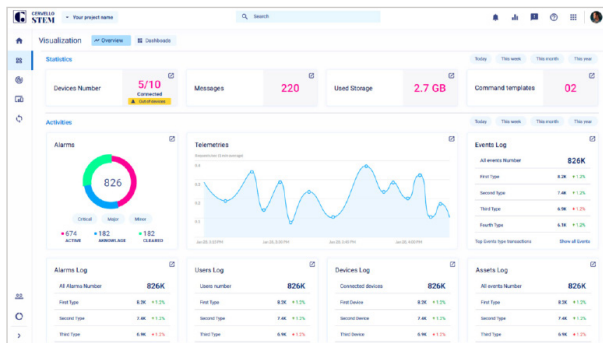 CERVELLO
STEM
Your project name
Search
Visualization
Overview
Dashboards
Statistics
Today
This week
This month
This year
Devices Number
5/10
Connected
Messages
220
Used Storage
2.7 GB
Command templates
02
Activities
Today
This week
This month
This year
Alarms
826
Critical
Major
Minor
674
ACTIVE
182
182
CLEARED
Telemetries
Events Log
All events Number
826K
First Type
8.2K
1.2%
Second Type
7.4K
1.2%
Third Type
6.9K
1.2%
Fourth Type
6.5K
1.2%
Top Events type transactions
Show all Events
Alarms Log
All Alarms Number
826K
First Type
8.2K
1.2%
Second Type
7.4K
1.2%
Third Type
6.9K
1.2%
Users Log
Users number
826K
First Type
8.2K
1.2%
Second Type
7.4K
1.2%
Third Type
6.9K
1.2%
Devices Log
Connected devices
826K
First Device
8.2K
1.2%
Second Device
7.4K
1.2%
Third Device
6.9K
1.2%
Assets Log
All events Number
826K
First Type
8.2K
1.2%
Second Type
7.4K
1.2%
Third Type
6.9K
1.2%